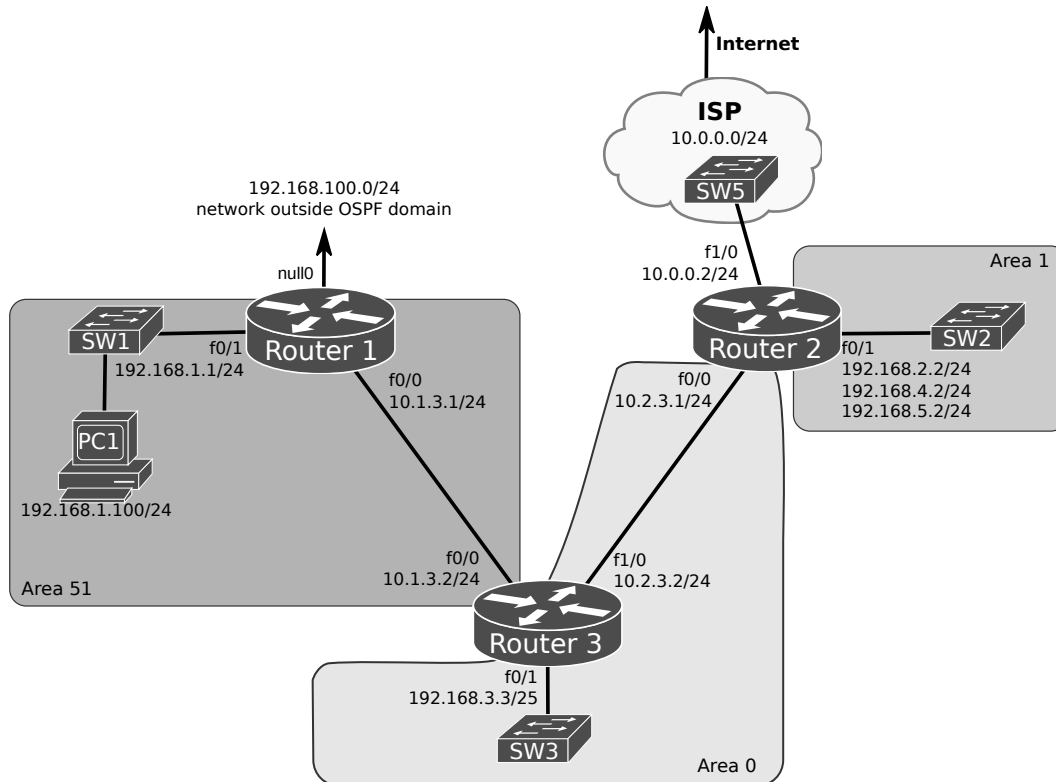 Internet
ISP
10.0.0.0/24
SW5
192.168.100.0/24
network outside OSPF domain
null0
f1/0
10.0.0.2/24
Area 1
SW1
f0/1
192.168.1.1/24
Router 1
f0/0
10.1.3.1/24
PC1
192.168.1.100/24
Area 51
Router 2
f0/0
10.2.3.1/24
f0/1
192.168.2.2/24
192.168.4.2/24
192.168.5.2/24
SW2
f0/0
10.1.3.2/24
f1/0
10.2.3.2/24
Router 3
f0/1
192.168.3.3/25
SW3
Area 0